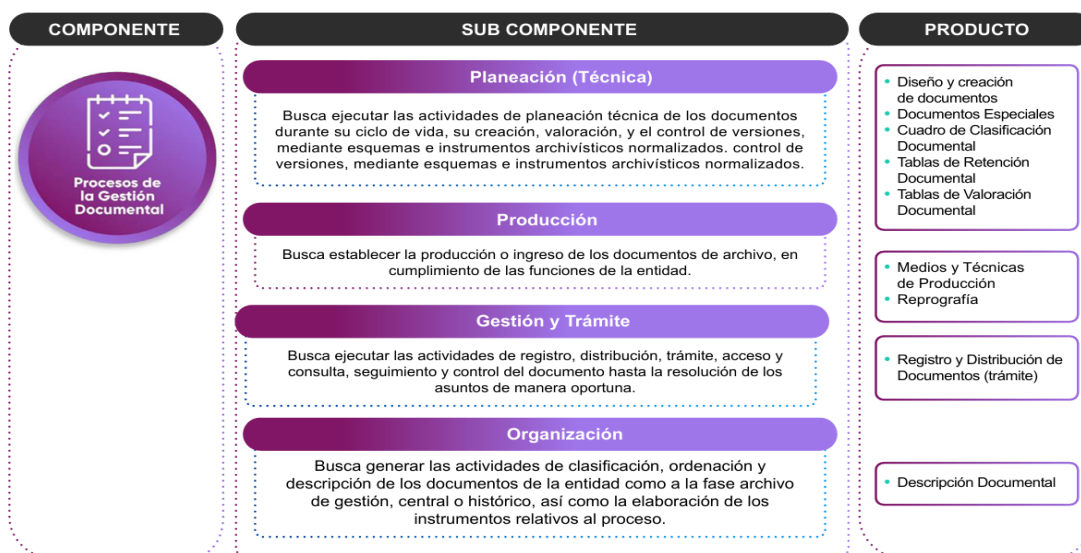 COMPONENTE
SUB COMPONENTE
PRODUCTO
Procesos de
la Gestión
Documental
Planeación (Técnica)
Busca ejecutar las actividades de planeación técnica de los documentos
durante su ciclo de vida, su creación, valoración, y el control de versiones,
mediante esquemas e instrumentos archivísticos normalizados. control de
versiones, mediante esquemas e instrumentos archivísticos normalizados.
• Diseño y creación
de documentos
• Documentos Especiales
• Cuadro de Clasificación
Documental
• Tablas de Retención
Documental
• Tablas de Valoración
Documental
Producción
Busca establecer la producción o ingreso de los documentos de archivo, en
cumplimiento de las funciones de la entidad.
• Medios y Técnicas
de Producción
• Reprografía
Gestión y Trámite
Busca ejecutar las actividades de registro, distribución, trámite, acceso y
consulta, seguimiento y control del documento hasta la resolución de los
asuntos de manera oportuna.
• Registro y Distribución de
Documentos (trámite)
Organización
Busca generar las actividades de clasificación, ordenación y
descripción de los documentos de la entidad como a la fase archivo
de gestión, central o histórico, así como la elaboración de los
instrumentos relativos al proceso.
• Descripción Documental